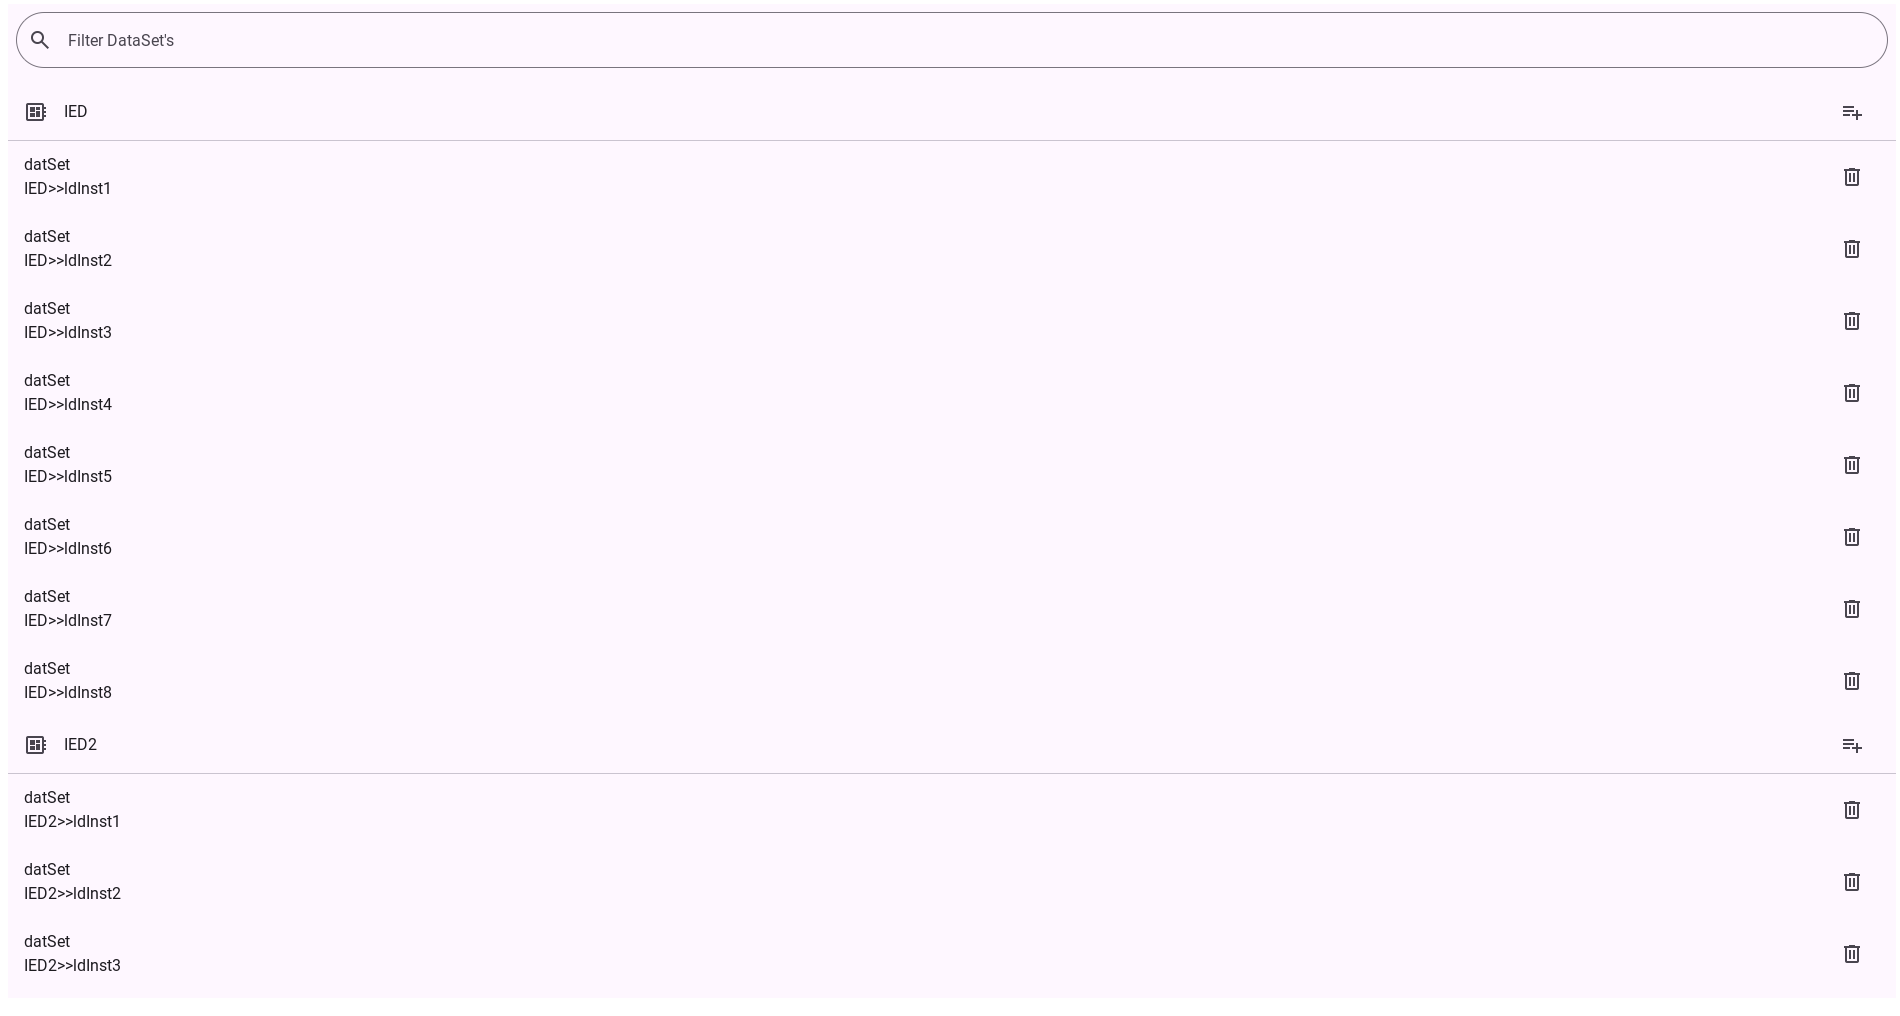 Filter DataSet's
IED
datSet
IED>>ldInst1
datSet
IED>>ldInst2
datSet
IED>>ldInst3
datSet
IED>>ldInst4
datSet
IED>>ldInst5
datSet
IED>>ldInst6
datSet
IED>>ldInst7
datSet
IED>>ldInst8
IED2
datSet
IED2>>ldInst1
datSet
IED2>>ldInst2
datSet
IED2>>ldInst3